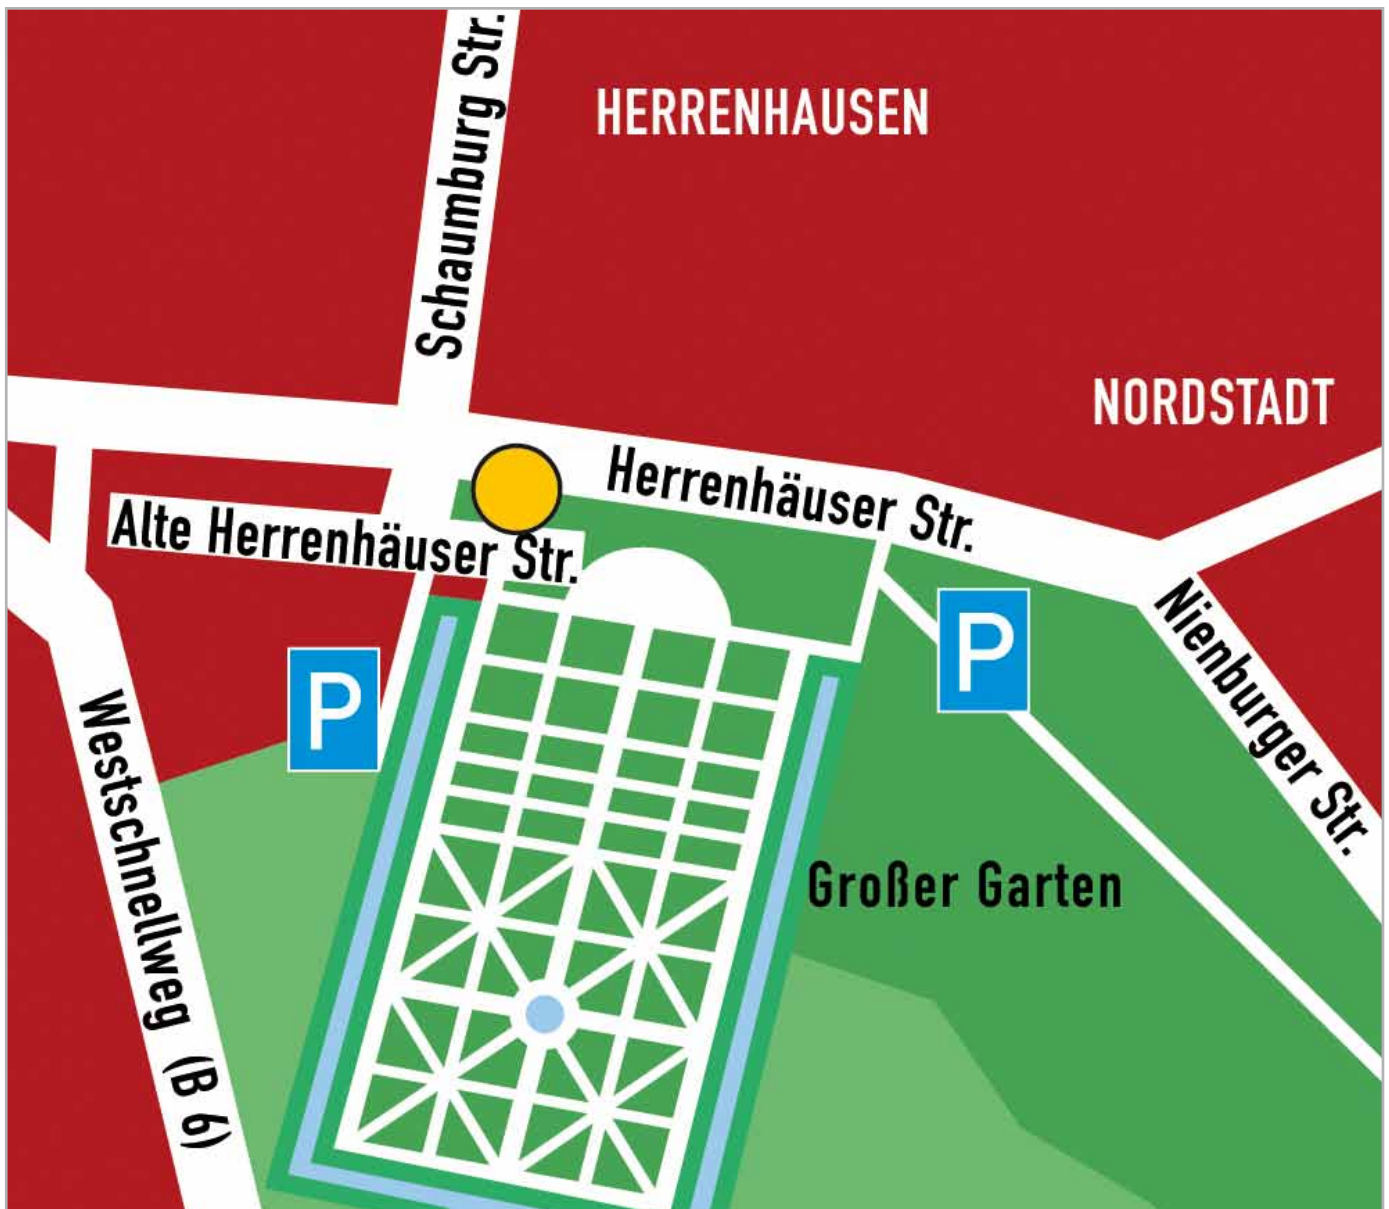 Schaumburg Str.
HERRENHAUSEN
NORDSTADT
Herrenhäuser Str.
Alte Herrenhäuser Str.
P
P
Nienburger Str.
Westschnellweg (B 6)
Großer Garten